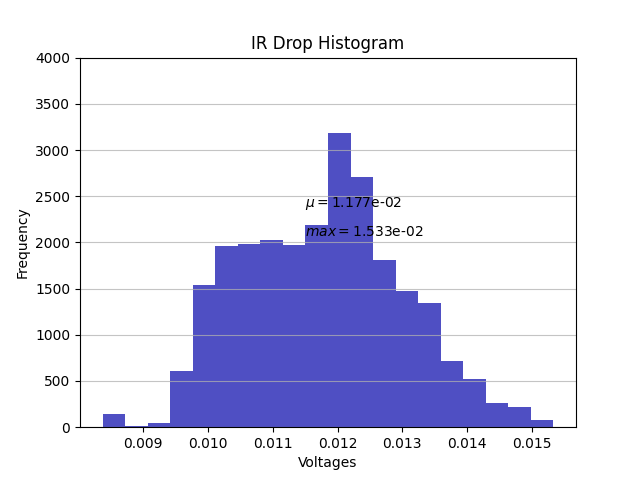 IR Drop Histogram
4000
3500
3000
2500
2000
1500
1000
500
0
Frequency
μ = 1.177e-02
max = 1.533e-02
0.009 0.010 0.011 0.012 0.013 0.014 0.015
Voltages